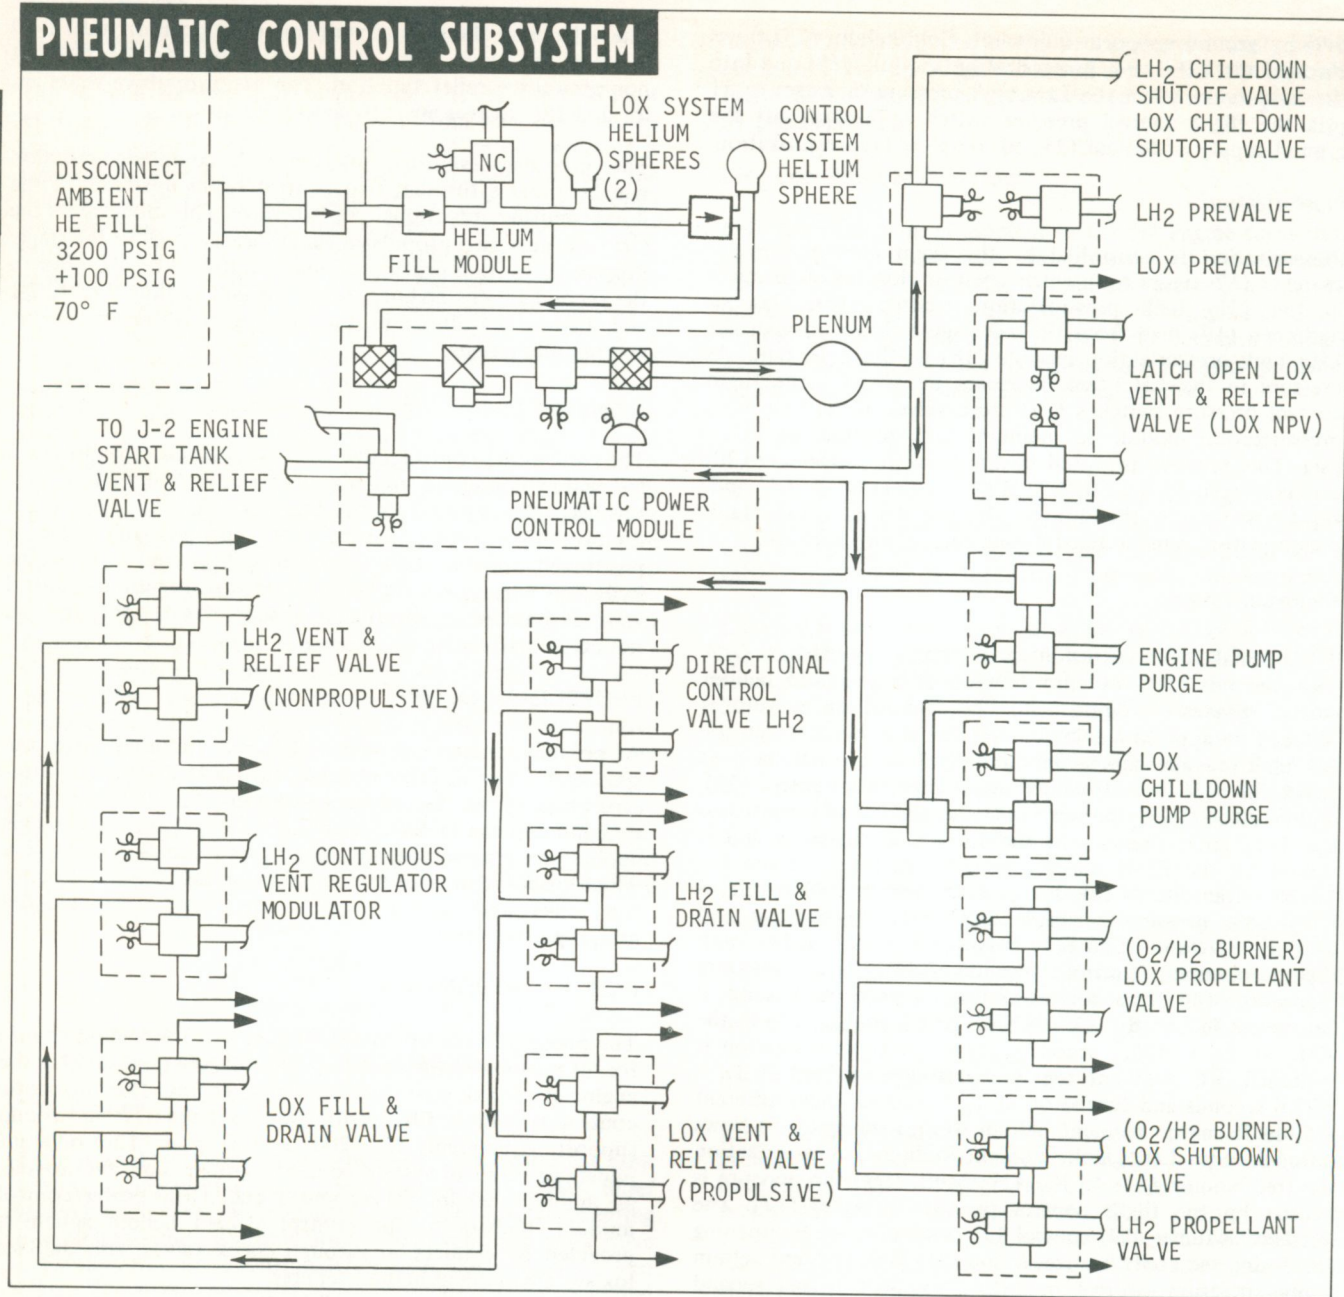 PNEUMATIC CONTROL SUBSYSTEM
DISCONNECT
AMBIENT
HE FILL
3200 PSIG
±100 PSIG
70° F
NC
HELIUM
FILL MODULE
LOX SYSTEM
HELIUM
SPHERES
(2)
CONTROL
SYSTEM
HELIUM
SPHERE
LH2 CHILLDOWN
SHUTOFF VALVE
LOX CHILLDOWN
SHUTOFF VALVE
LH2 PREVALVE
LOX PREVALVE
PLENUM
LATCH OPEN LOX
VENT & RELIEF
VALVE (LOX NPV)
TO J-2 ENGINE
START TANK
VENT & RELIEF
VALVE
PNEUMATIC POWER
CONTROL MODULE
LH2 VENT &
RELIEF VALVE
(NONPROPULSIVE)
LH2 CONTINUOUS
VENT REGULATOR
MODULATOR
LOX FILL &
DRAIN VALVE
DIRECTIONAL
CONTROL
VALVE LH2
LH2 FILL &
DRAIN VALVE
LOX VENT &
RELIEF VALVE
(PROPULSIVE)
ENGINE PUMP
PURGE
LOX
CHILLDOWN
PUMP PURGE
(O2/H2 BURNER)
LOX PROPELLANT
VALVE
(O2/H2 BURNER)
LOX SHUTDOWN
VALVE
LH2 PROPELLANT
VALVE